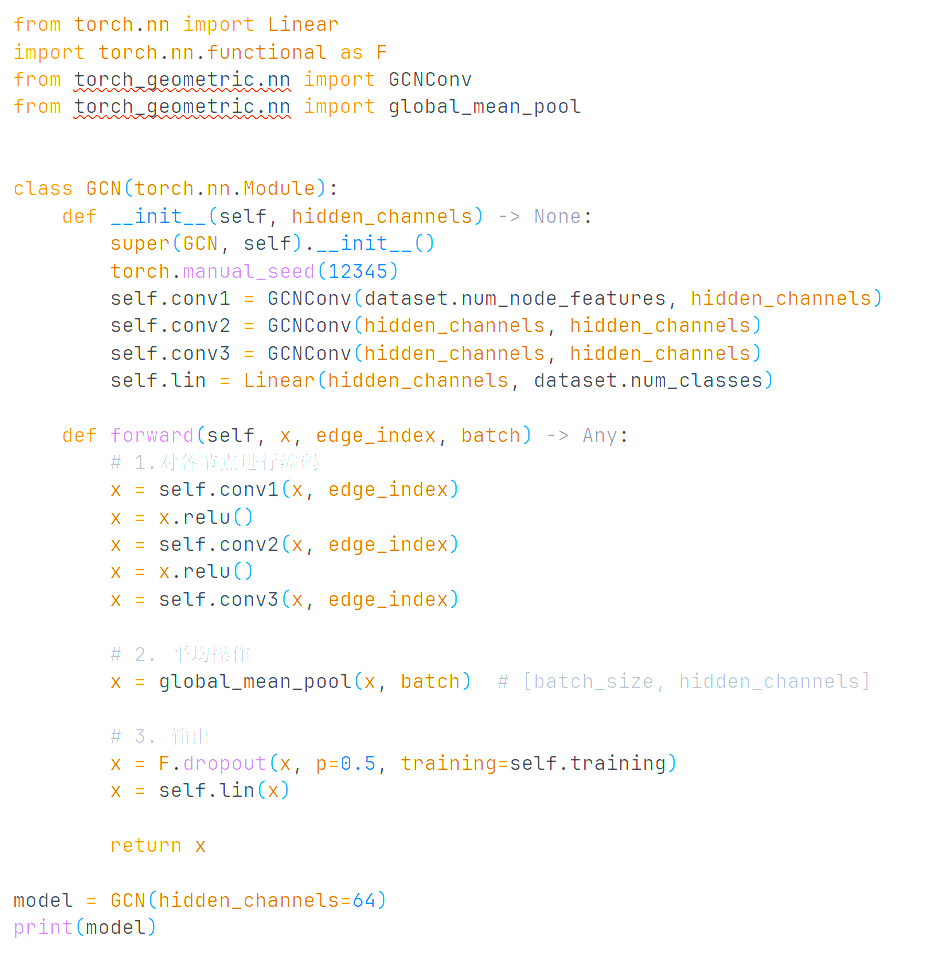 from torch.nn import Linear
import torch.nn.functional as F
from torch_geometric.nn import GCNConv
from torch_geometric.nn import global_mean_pool
class GCN(torch.nn.Module):
    def __init__(self, hidden_channels) -> None:
        super(GCN, self).__init__()
        torch.manual_seed(12345)
        self.conv1 = GCNConv(dataset.num_node_features, hidden_channels)
        self.conv2 = GCNConv(hidden_channels, hidden_channels)
        self.conv3 = GCNConv(hidden_channels, hidden_channels)
        self.lin = Linear(hidden_channels, dataset.num_classes)
    def forward(self, x, edge_index, batch) -> Any:
        # 1.对各节点进行编码
        x = self.conv1(x, edge_index)
        x = x.relu()
        x = self.conv2(x, edge_index)
        x = x.relu()
        x = self.conv3(x, edge_index)
        # 2. 平均操作
        x = global_mean_pool(x, batch)  # [batch_size, hidden_channels]
        # 3. 输出
        x = F.dropout(x, p=0.5, training=self.training)
        x = self.lin(x)
        return x
model = GCN(hidden_channels=64)
print(model)